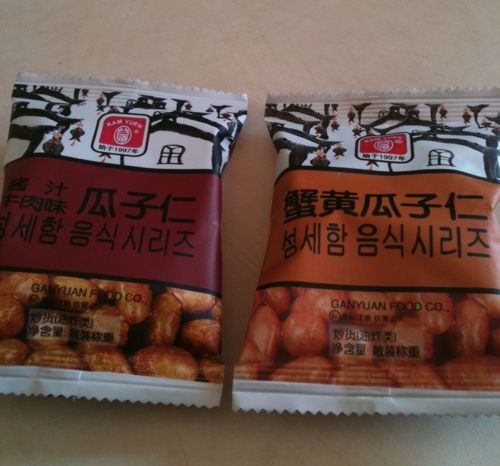 KAM YUEN
始于1997年
酱汁
牛肉味 瓜子仁
섬세함 음식시리즈
GANYUAN FOOD CO.,
炒货(油炸类)
净含量: 散装称重
始于1997年
蟹黄瓜子仁
섬세함 음식시리즈
GANYUAN FOOD CO.,
炒货(油炸类)
净含量: 散装称重